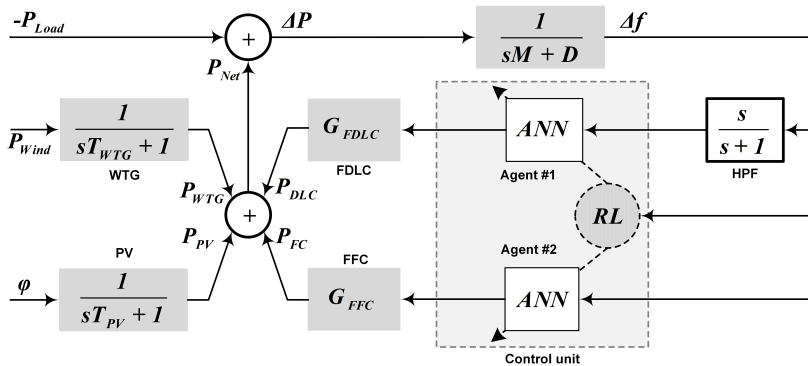 -P_Load
+
ΔP
1
sM + D
Δf
P_Net
P_Wind
1
sT_WTG + 1
WTG
G_FDLC
FDLC
ANN
Agent #1
s
s + 1
HPF
P_WTG
P_DLC
+
RL
P_PV
P_FC
φ
PV
1
sT_PV + 1
FFC
G_FFC
Agent #2
ANN
Control unit